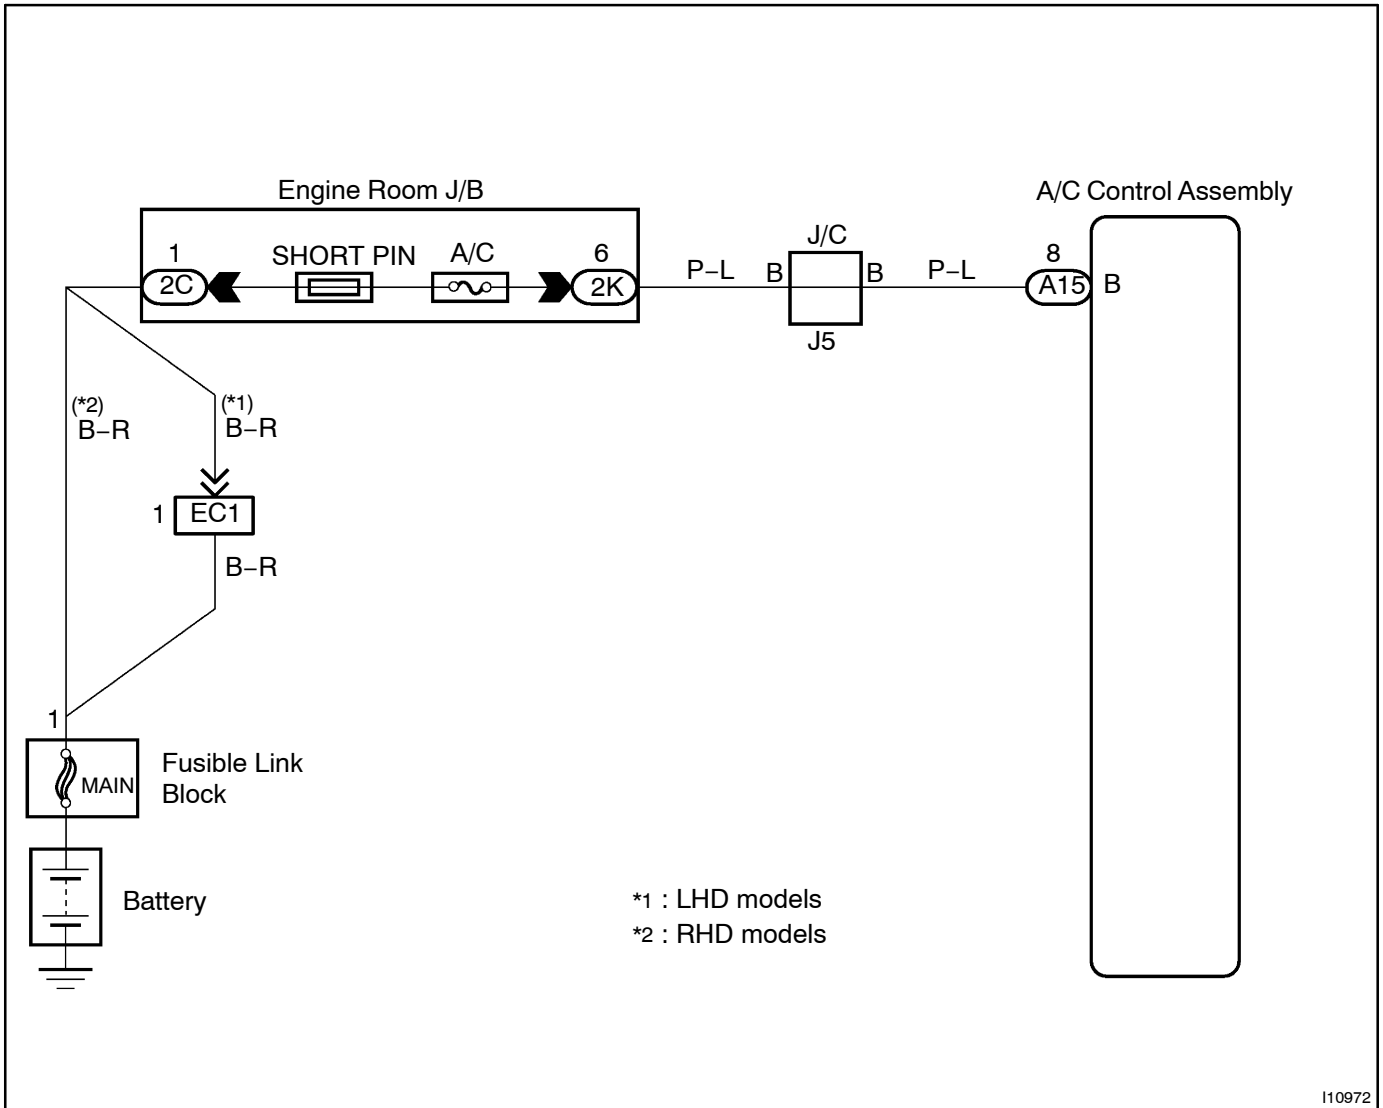 Engine Room J/B
A/C Control Assembly
1
SHORT PIN
A/C
6
J/C
8
2C
2K
P–L
B
B
P–L
A15
B
J5
(*2)
B–R
(*1)
B–R
1
EC1
B–R
1
MAIN
Fusible Link
Block
Battery
*1 : LHD models
*2 : RHD models
I10972